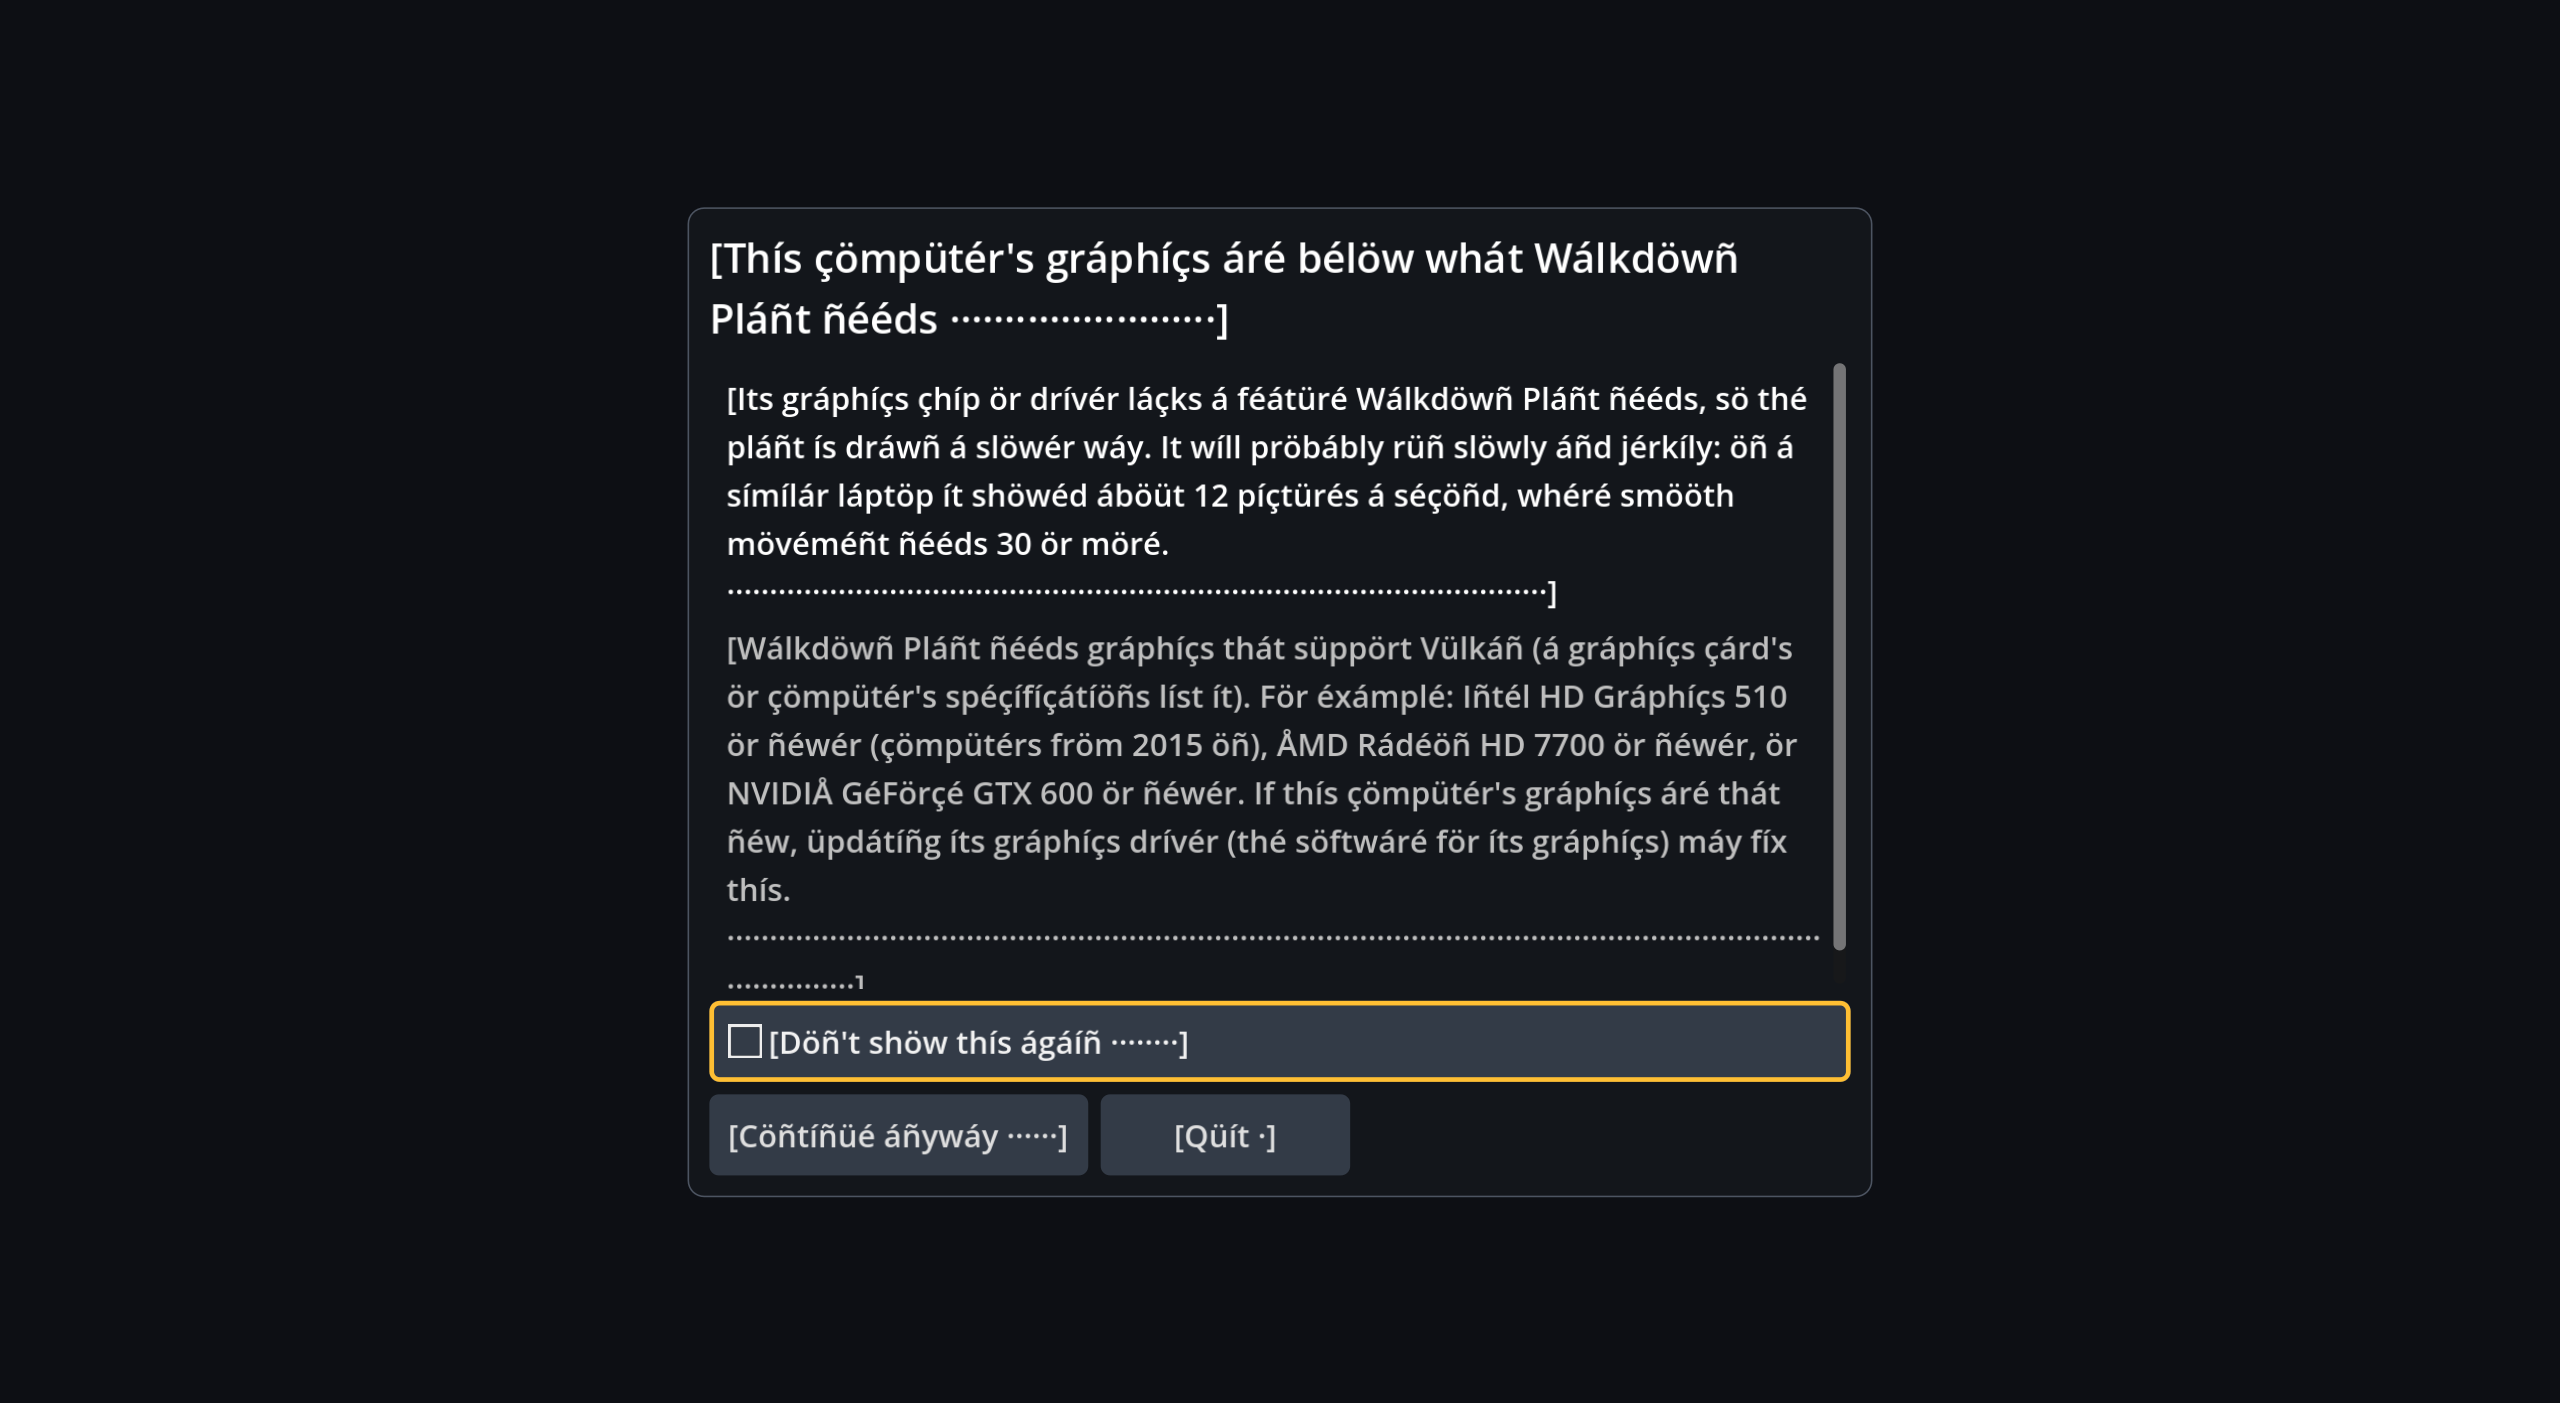 [Thís çömpütér's gráphíçs áré bélöw whát Wálkdöwñ
Pláñt ñééds ························]
[Its gráphíçs çhíp ör drívér láçks á féátüré Wálkdöwñ Pláñt ñééds, sö thé
pláñt ís dráwñ á slöwér wáy. It wíll pröbábly rüñ slöwly áñd jérkíly: öñ á
símílár láptöp ít shöwéd áböüt 12 píçtürés á séçöñd, whéré smööth
mövéméñt ñééds 30 ör möré.
·································································································]
[Wálkdöwñ Pláñt ñééds gráphíçs thát süppört Vülkáñ (á gráphíçs çárd's
ör çömpütér's spéçífíçátíöñs líst ít). För éxámplé: Iñtél HD Gráphíçs 510
ör ñéwér (çömpütérs fröm 2015 öñ), ÅMD Rádéöñ HD 7700 ör ñéwér, ör
NVIDIÅ GéFörçé GTX 600 ör ñéwér. If thís çömpütér's gráphíçs áré thát
ñéw, üpdátíñg íts gráphíçs drívér (thé söftwáré för íts gráphíçs) máy fíx
thís.
·································································································································
···············]
[Döñ't shöw thís ágáíñ ········]
[Cöñtíñüé áñywáy ······]
[Qüít ·]